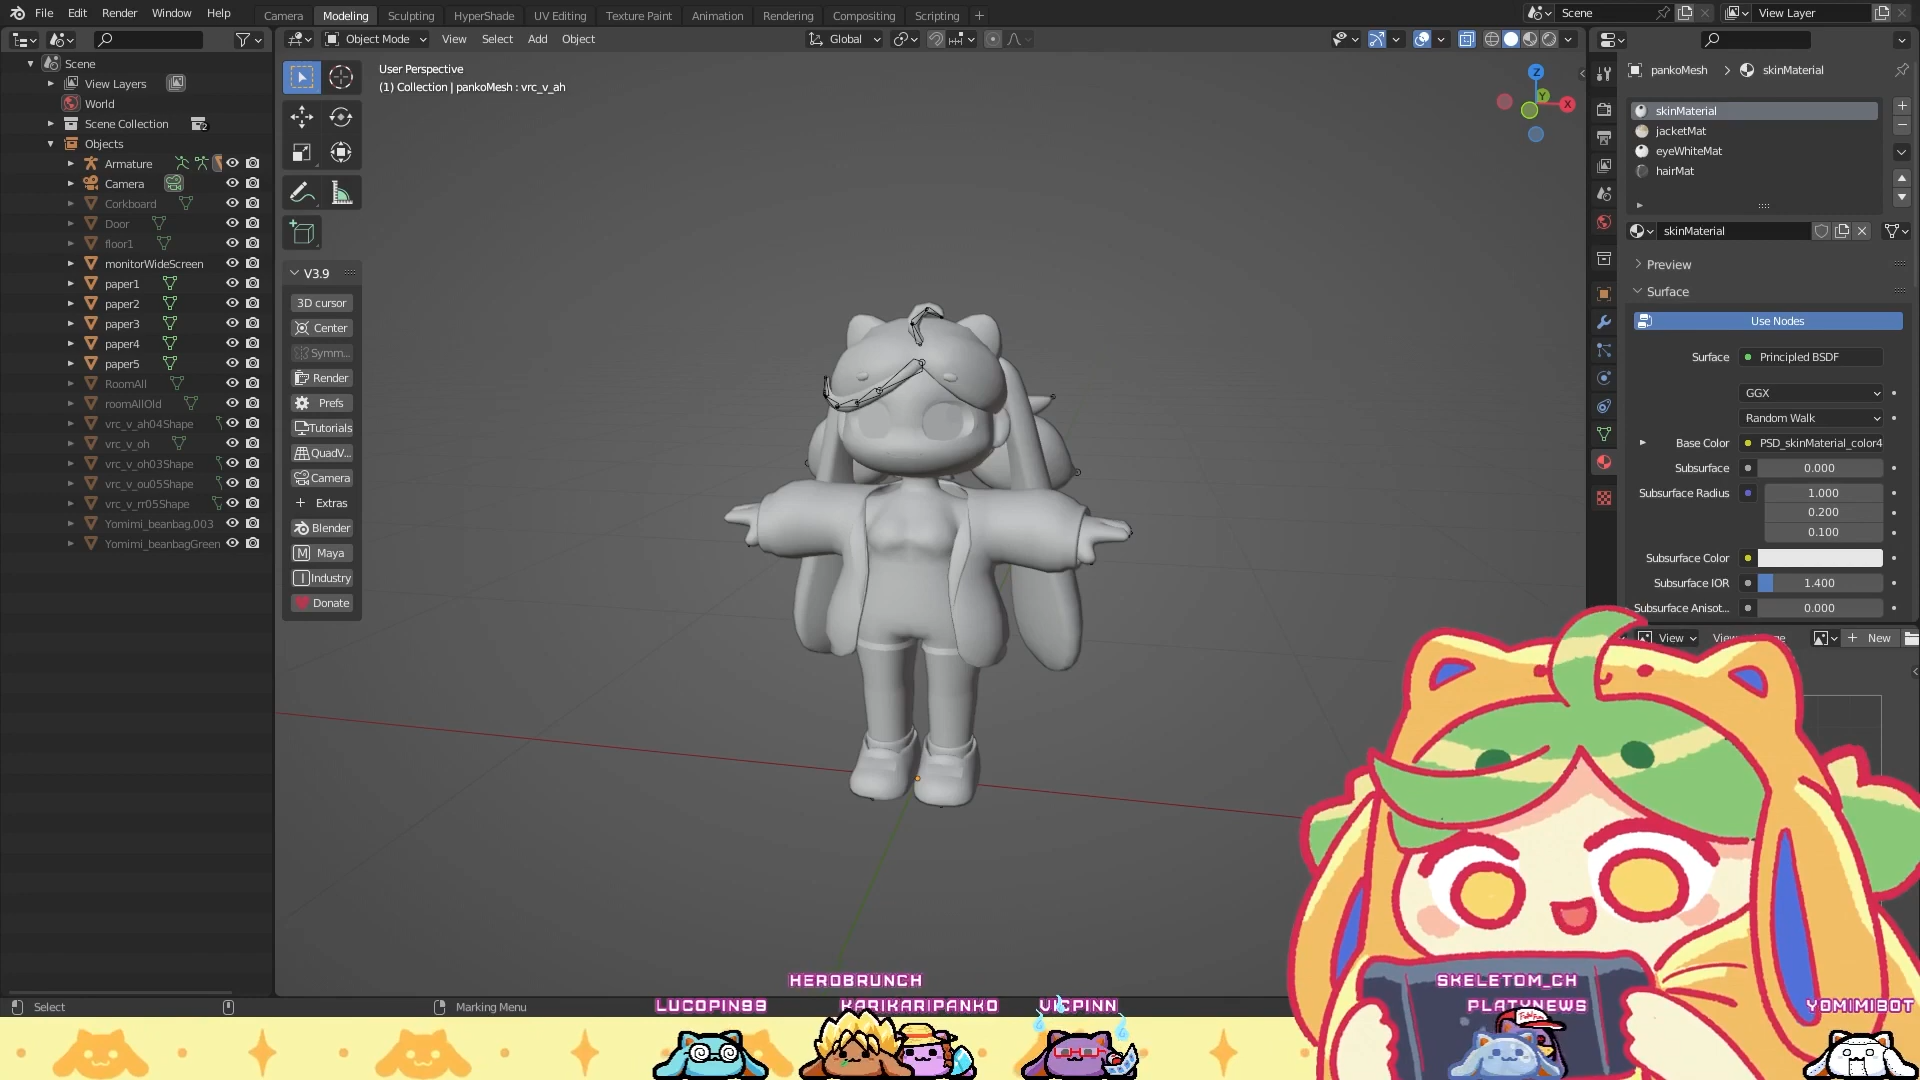 File Edit Render Window Help
Camera Modeling Sculpting HyperShade UV Editing Texture Paint Animation Rendering Compositing Scripting +
Scene
View Layer
Object Mode View Select Add Object
Global
Scene
View Layers
World
Scene Collection 2
Objects
Armature
Camera
Corkboard
Door
floor1
monitorWideScreen
paper1
paper2
paper3
paper4
paper5
RoomAll
roomAllOld
vrc_v_ah04Shape
vrc_v_oh
vrc_v_oh03Shape
vrc_v_ou05Shape
vrc_v_rr05Shape
Yomimi_beanbag.003
Yomimi_beanbagGreen
User Perspective
(1) Collection | pankoMesh : vrc_v_ah
V3.9
3D cursor
Center
Symm...
Render
Prefs
Tutorials
QuadV...
Camera
+ Extras
Blender
M Maya
I Industry
Donate
Z
Y
X
pankoMesh > skinMaterial
skinMaterial
jacketMat
eyeWhiteMat
hairMat
skinMaterial
Preview
Surface
Use Nodes
Surface Principled BSDF
GGX
Random Walk
Base Color PSD_skinMaterial_color4
Subsurface 0.000
Subsurface Radius 1.000
0.200
0.100
Subsurface Color
Subsurface IOR 1.400
Subsurface Anisot... 0.000
View
+ New
Select
Marking Menu
HEROBRUNCH
LUCOPIN99
KARIKARIPANKO
VICPINN
SKELETOM_CH
PLATYNEWS
YOMIMIBOT